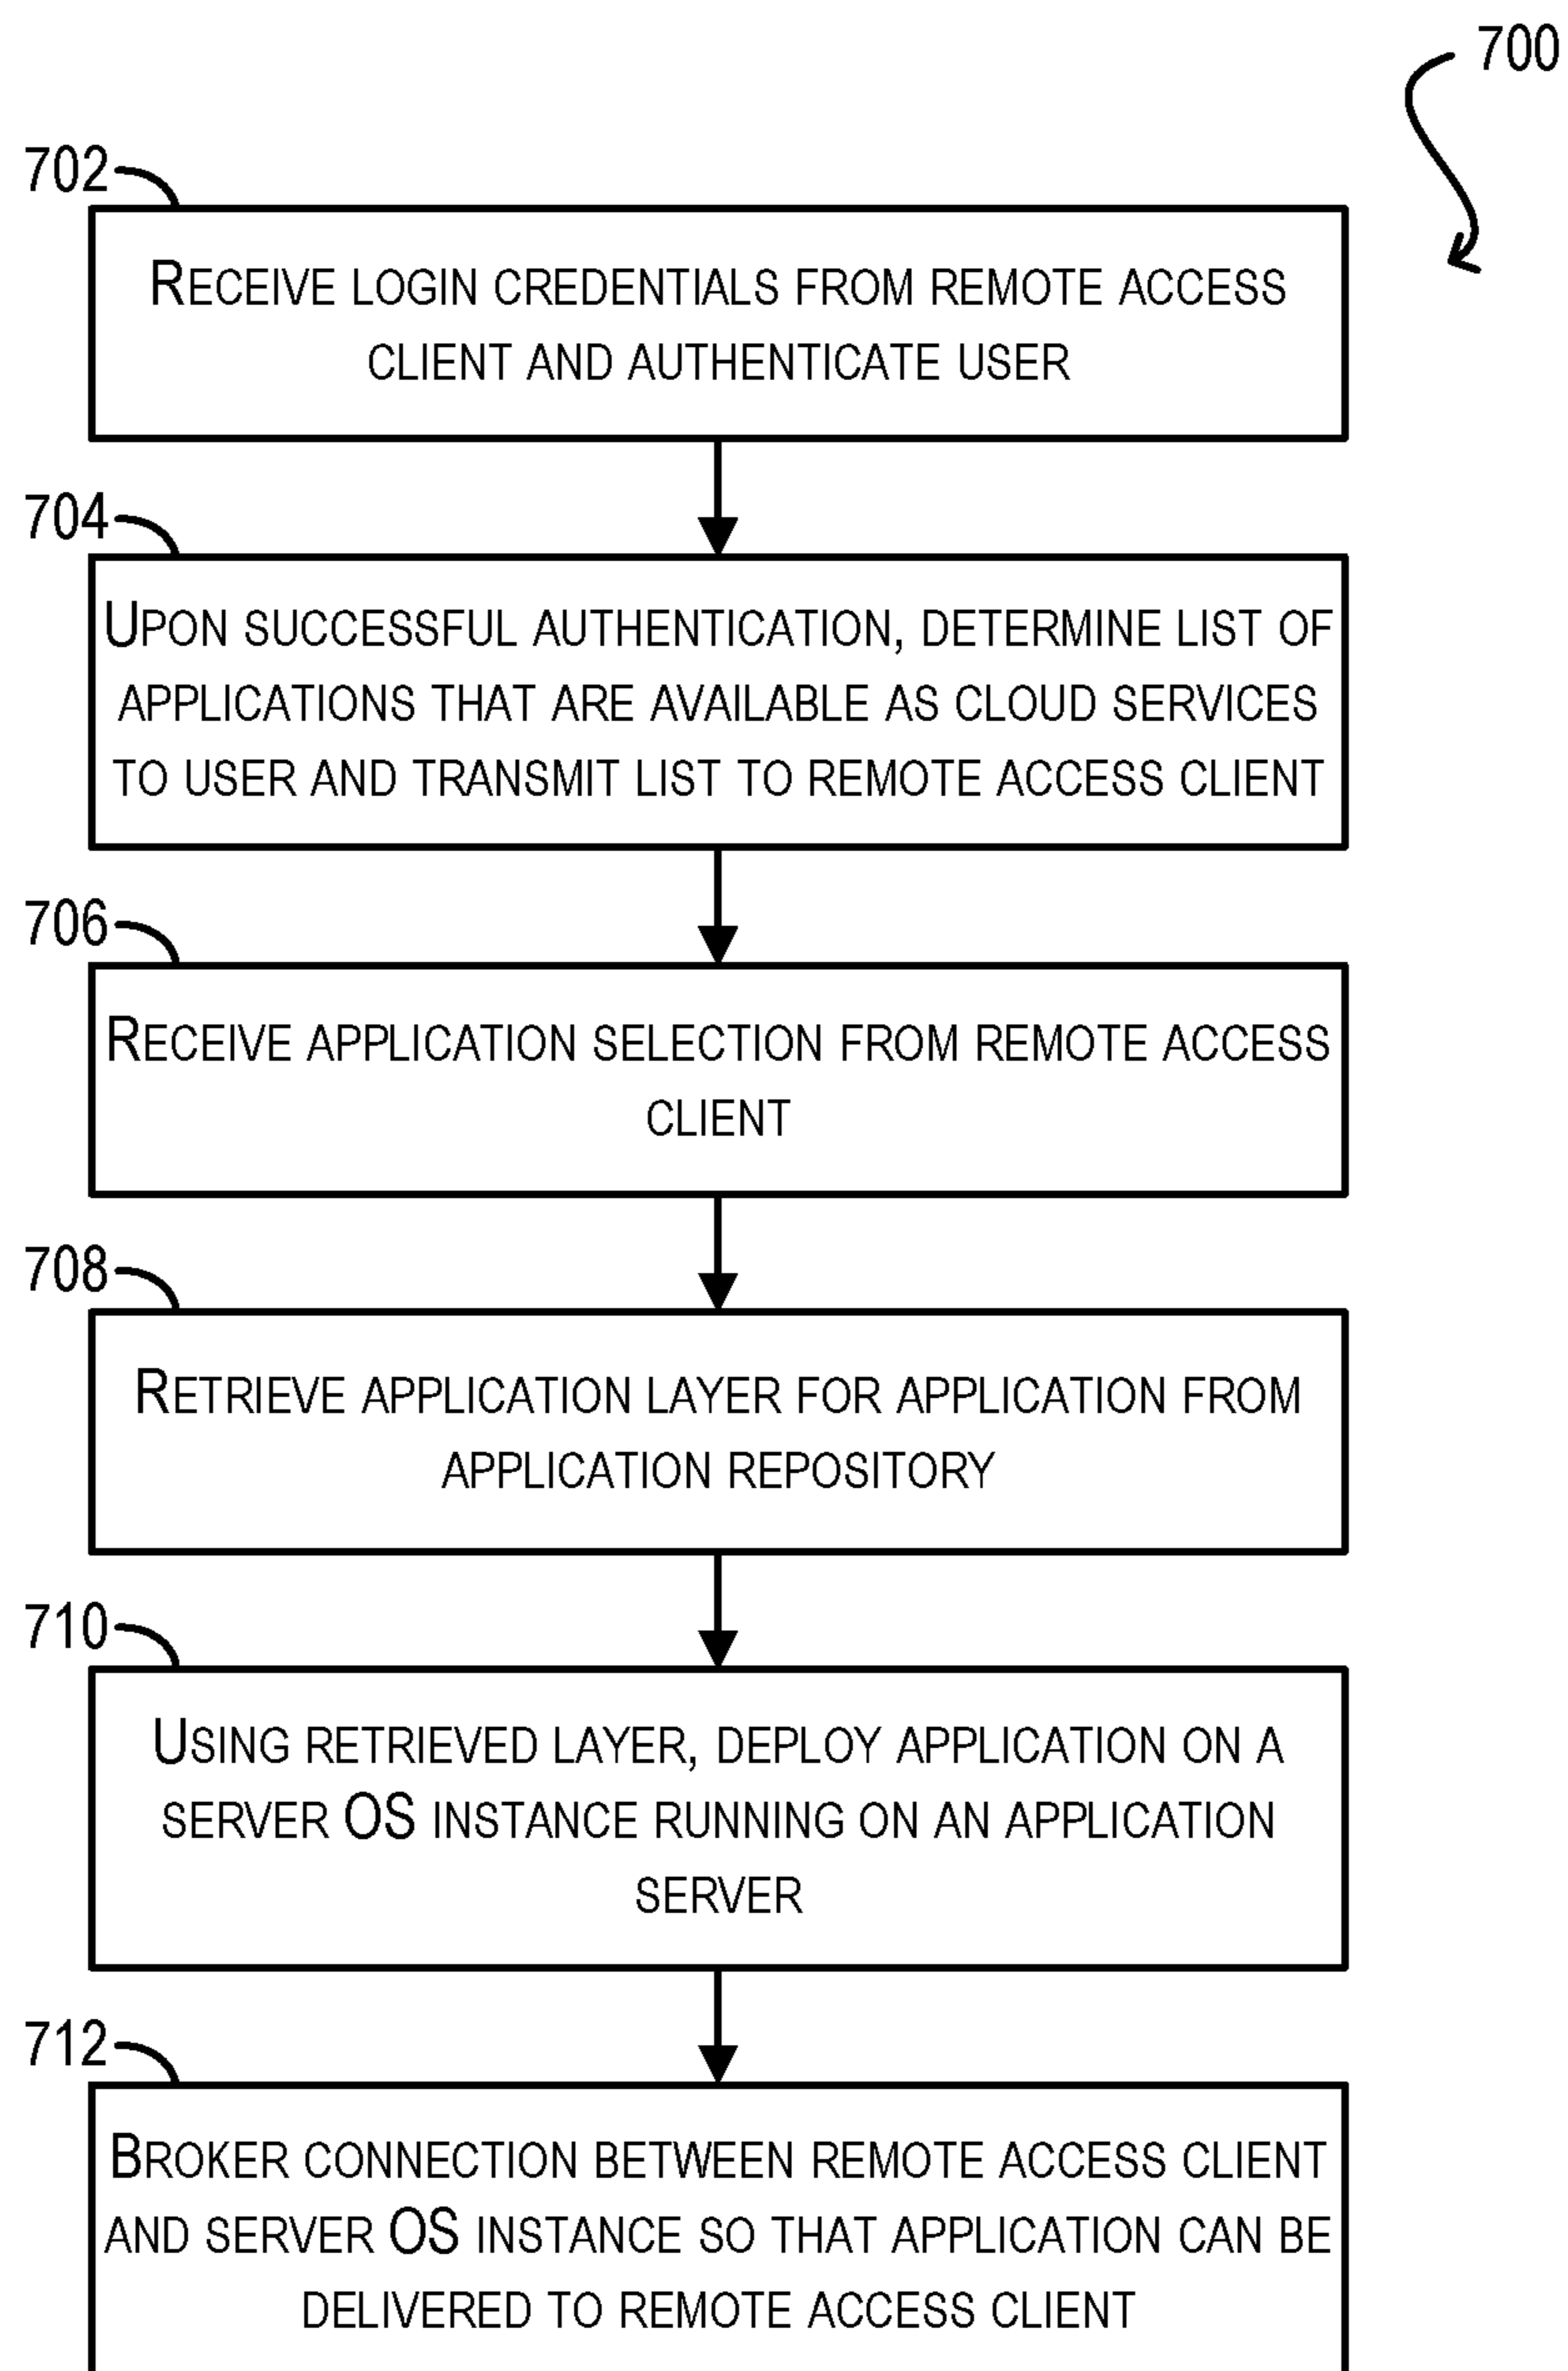 700
702
RECEIVE LOGIN CREDENTIALS FROM REMOTE ACCESS
CLIENT AND AUTHENTICATE USER
704
UPON SUCCESSFUL AUTHENTICATION, DETERMINE LIST OF
APPLICATIONS THAT ARE AVAILABLE AS CLOUD SERVICES
TO USER AND TRANSMIT LIST TO REMOTE ACCESS CLIENT
706
RECEIVE APPLICATION SELECTION FROM REMOTE ACCESS
CLIENT
708
RETRIEVE APPLICATION LAYER FOR APPLICATION FROM
APPLICATION REPOSITORY
710
USING RETRIEVED LAYER, DEPLOY APPLICATION ON A
SERVER OS INSTANCE RUNNING ON AN APPLICATION
SERVER
712
BROKER CONNECTION BETWEEN REMOTE ACCESS CLIENT
AND SERVER OS INSTANCE SO THAT APPLICATION CAN BE
DELIVERED TO REMOTE ACCESS CLIENT